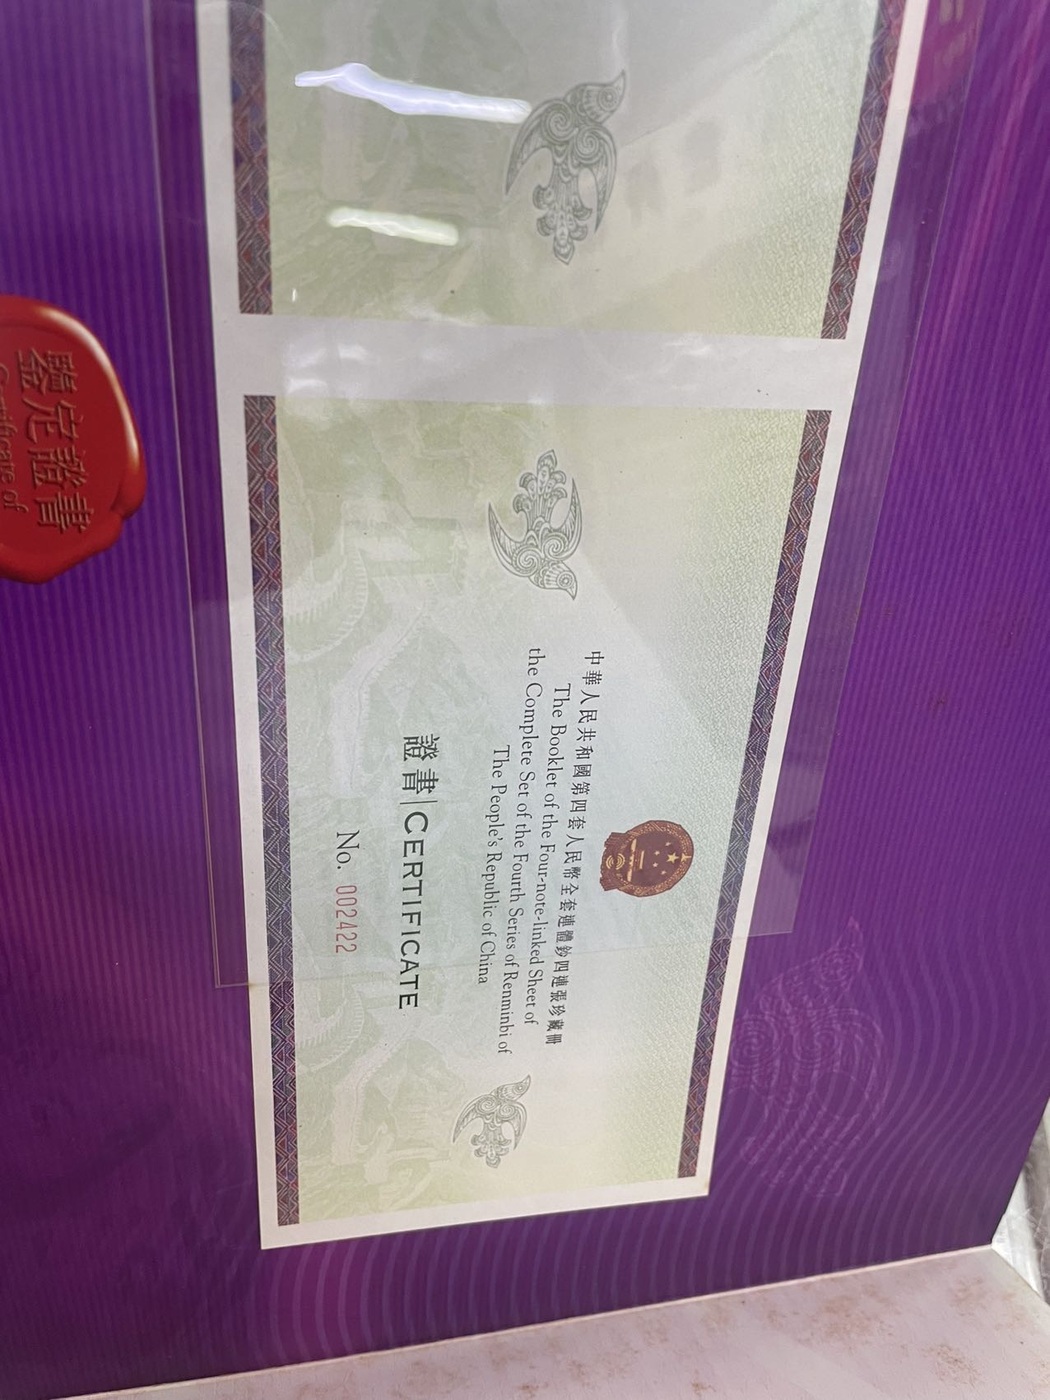 中華人民共和國第四套人民幣全套連體鈔四連張珍藏冊
The Booklet of the Four-note-linked Sheet of
the Complete Set of the Fourth Series of Renminbi of
The People's Republic of China
證書|CERTIFICATE
No. 002422
鑒定證書
Certificate of